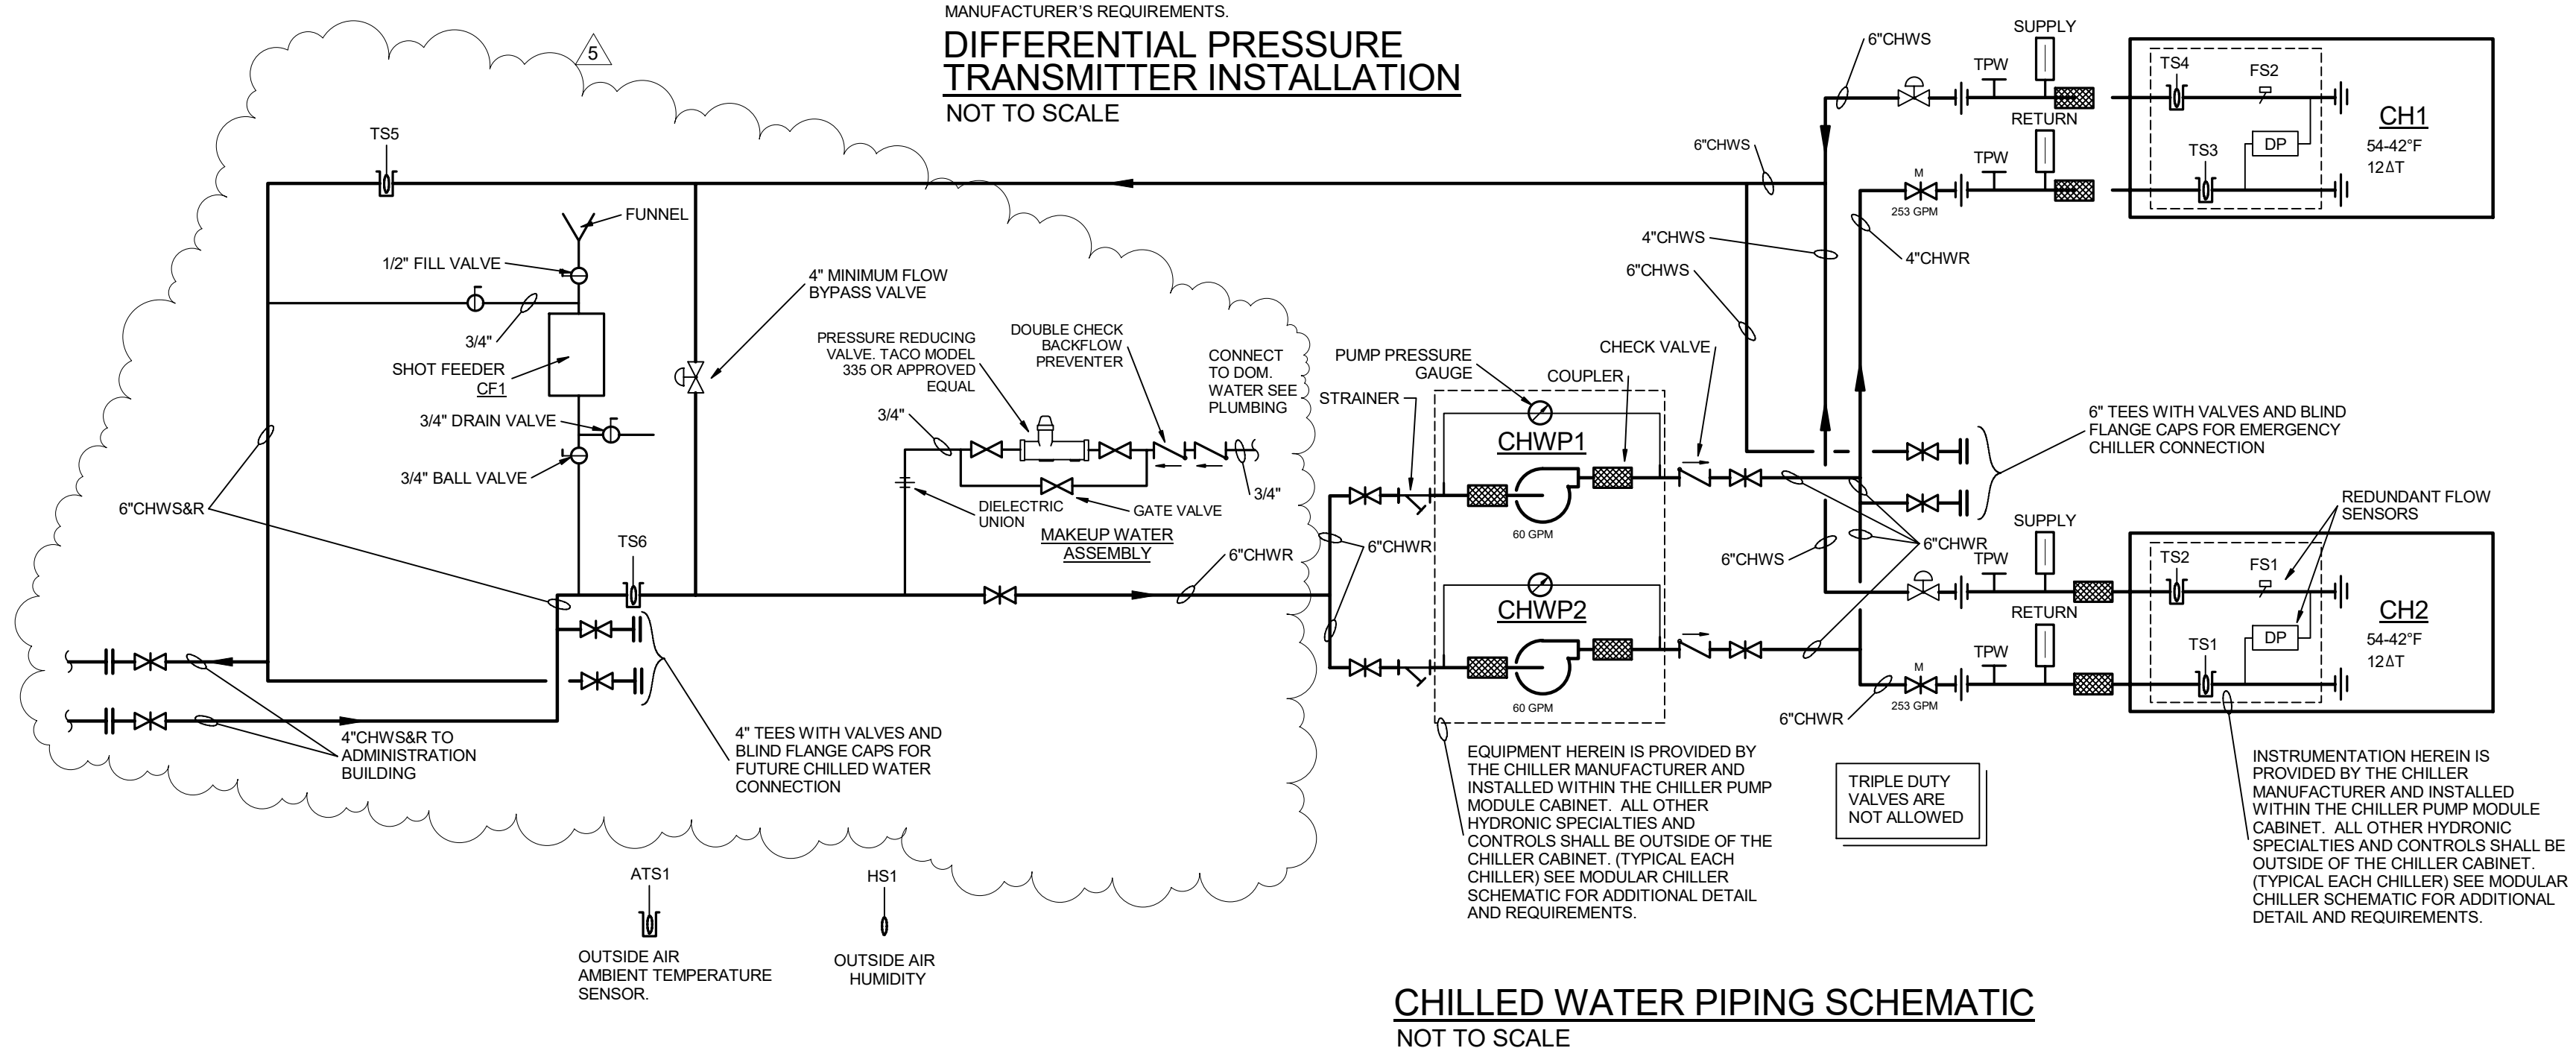 MANUFACTURER'S REQUIREMENTS.
DIFFERENTIAL PRESSURE
TRANSMITTER INSTALLATION
NOT TO SCALE
5
TS5
FUNNEL
1/2" FILL VALVE
3/4"
SHOT FEEDER
CF1
3/4" DRAIN VALVE
3/4" BALL VALVE
6"CHWS&R
4" MINIMUM FLOW
BYPASS VALVE
PRESSURE REDUCING
VALVE. TACO MODEL
335 OR APPROVED
EQUAL
DOUBLE CHECK
BACKFLOW
PREVENTER
CONNECT
TO DOM.
WATER SEE
PLUMBING
3/4"
3/4"
DIELECTRIC
UNION
GATE VALVE
MAKEUP WATER
ASSEMBLY
TS6
6"CHWR
4"CHWS&R TO
ADMINISTRATION
BUILDING
4" TEES WITH VALVES AND
BLIND FLANGE CAPS FOR
FUTURE CHILLED WATER
CONNECTION
ATS1
OUTSIDE AIR
AMBIENT TEMPERATURE
SENSOR.
HS1
OUTSIDE AIR
HUMIDITY
PUMP PRESSURE
GAUGE
STRAINER
COUPLER
CHECK VALVE
CHWP1
60 GPM
6"CHWR
CHWP2
60 GPM
EQUIPMENT HEREIN IS PROVIDED BY
THE CHILLER MANUFACTURER AND
INSTALLED WITHIN THE CHILLER PUMP
MODULE CABINET. ALL OTHER
HYDRONIC SPECIALTIES AND
CONTROLS SHALL BE OUTSIDE OF THE
CHILLER CABINET. (TYPICAL EACH
CHILLER) SEE MODULAR CHILLER
SCHEMATIC FOR ADDITIONAL DETAIL
AND REQUIREMENTS.
6"CHWS
6"CHWS
4"CHWS
6"CHWS
4"CHWR
SUPPLY
TPW
RETURN
TPW
M
253 GPM
TS4
FS2
TS3
DP
CH1
54-42°F
12ΔT
6" TEES WITH VALVES AND BLIND
FLANGE CAPS FOR EMERGENCY
CHILLER CONNECTION
REDUNDANT FLOW
SENSORS
6"CHWS
6"CHWR
6"CHWR
SUPPLY
TPW
RETURN
TPW
M
253 GPM
TS2
FS1
TS1
DP
CH2
54-42°F
12ΔT
TRIPLE DUTY
VALVES ARE
NOT ALLOWED
INSTRUMENTATION HEREIN IS
PROVIDED BY THE CHILLER
MANUFACTURER AND INSTALLED
WITHIN THE CHILLER PUMP MODULE
CABINET. ALL OTHER HYDRONIC
SPECIALTIES AND CONTROLS SHALL BE
OUTSIDE OF THE CHILLER CABINET.
(TYPICAL EACH CHILLER) SEE MODULAR
CHILLER SCHEMATIC FOR ADDITIONAL
DETAIL AND REQUIREMENTS.
CHILLED WATER PIPING SCHEMATIC
NOT TO SCALE